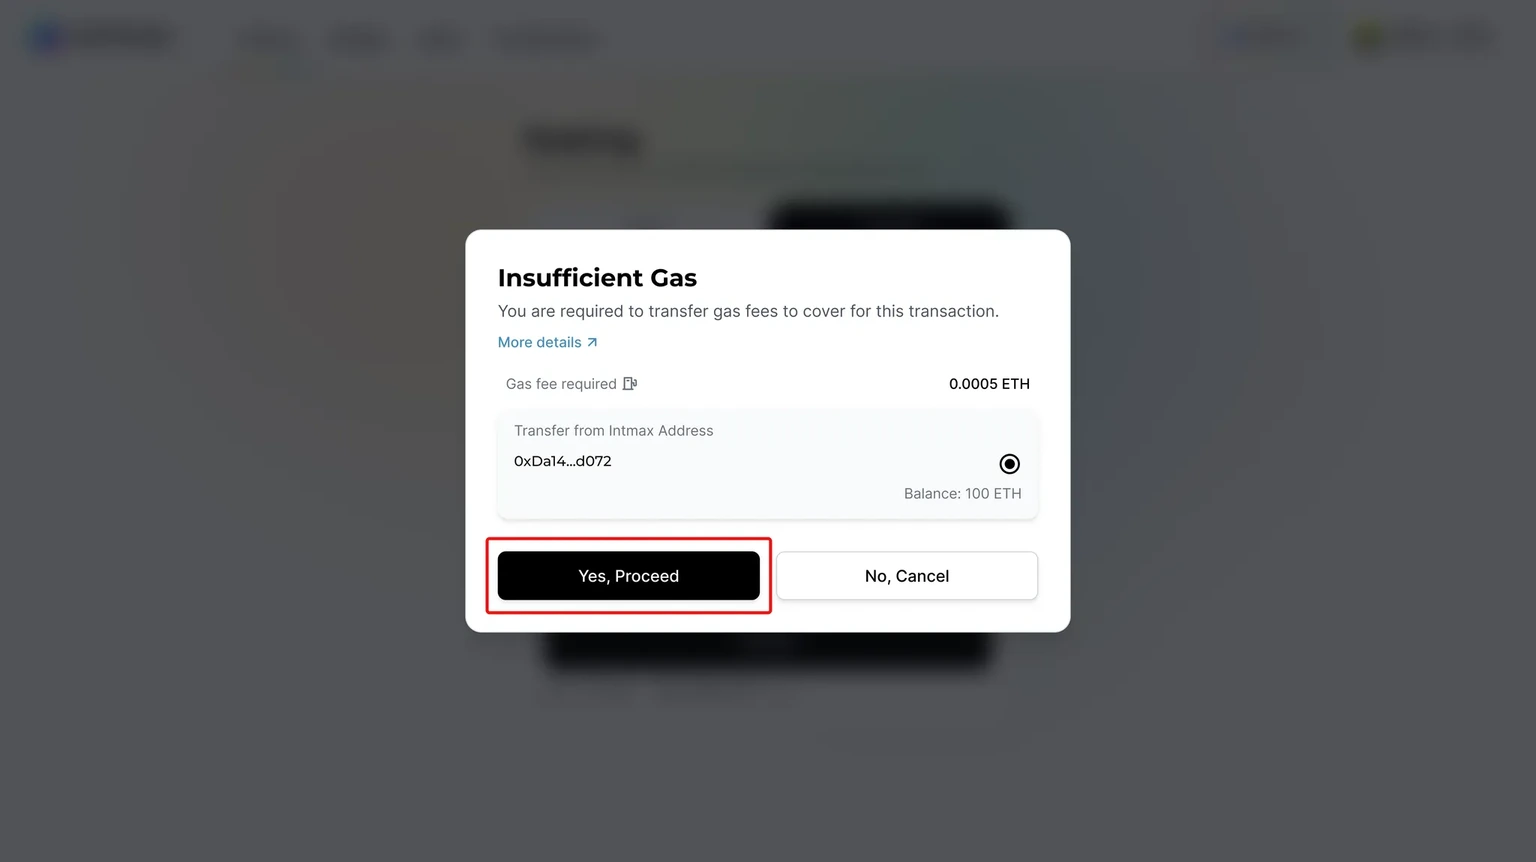 Insufficient Gas
You are required to transfer gas fees to cover for this transaction.
More details ↗
Gas fee required
0.0005 ETH
Transfer from Intmax Address
0xDa14...d072
Balance: 100 ETH
Yes, Proceed
No, Cancel